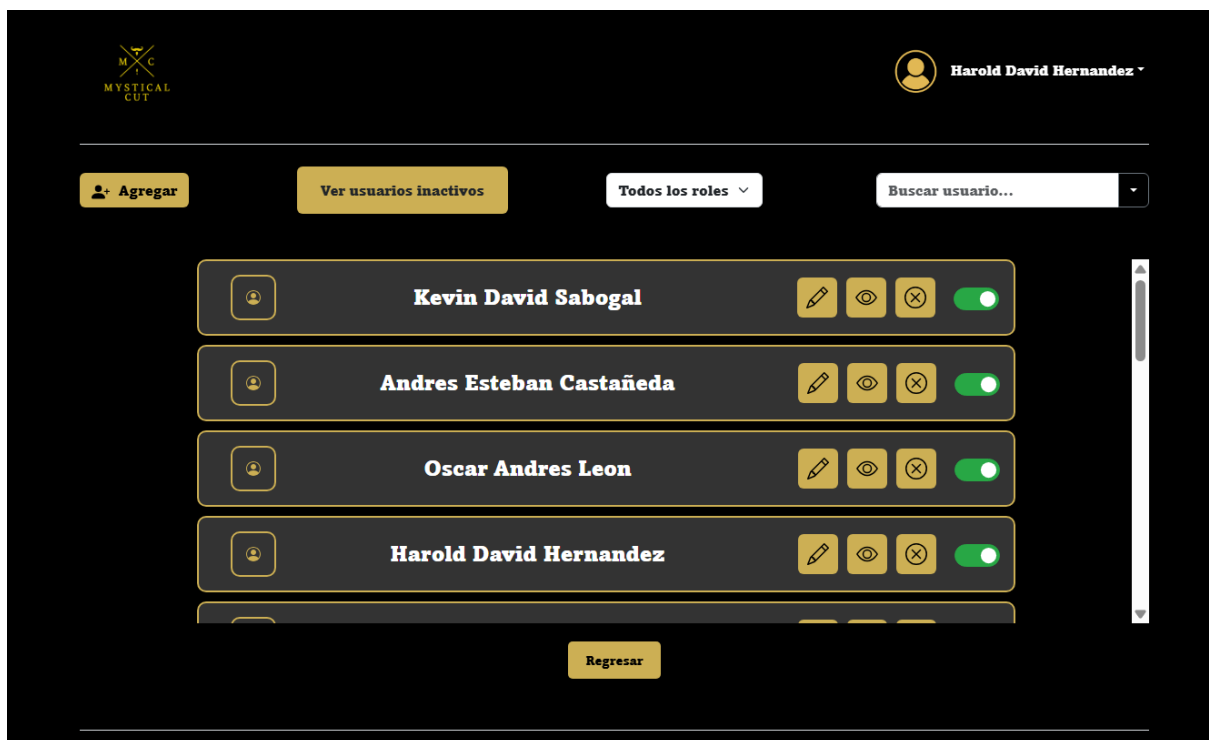 M C
MYSTICAL
CUT
Harold David Hernandez
Agregar
Ver usuarios inactivos
Todos los roles
Buscar usuario...
Kevin David Sabogal
Andres Esteban Castañeda
Oscar Andres Leon
Harold David Hernandez
Regresar